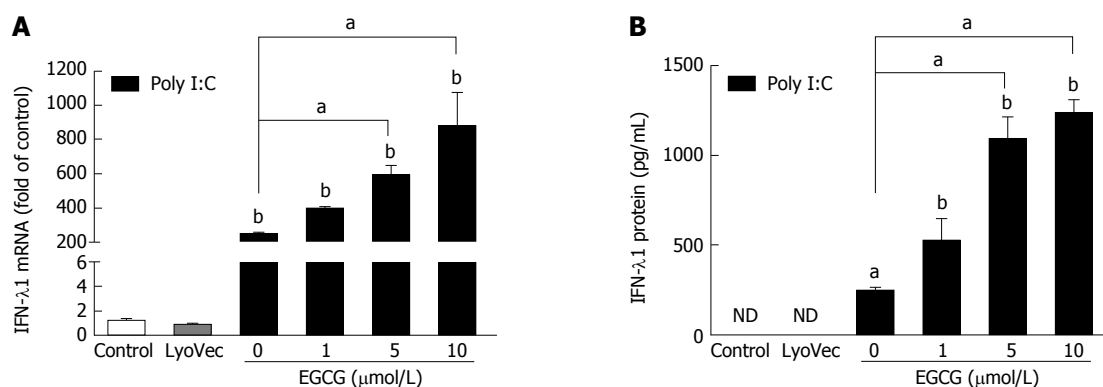 A
a
a
1200
1000
800
600
400
200
6
4
2
0
IFN-λ1 mRNA (fold of control)
Poly I:C
b
b
b
b
Control
LyoVec
0
1
5
10
EGCG (μmol/L)
B
a
a
1500
1000
500
0
IFN-λ1 protein (pg/mL)
Poly I:C
ND
ND
a
b
b
b
Control
LyoVec
0
1
5
10
EGCG (μmol/L)